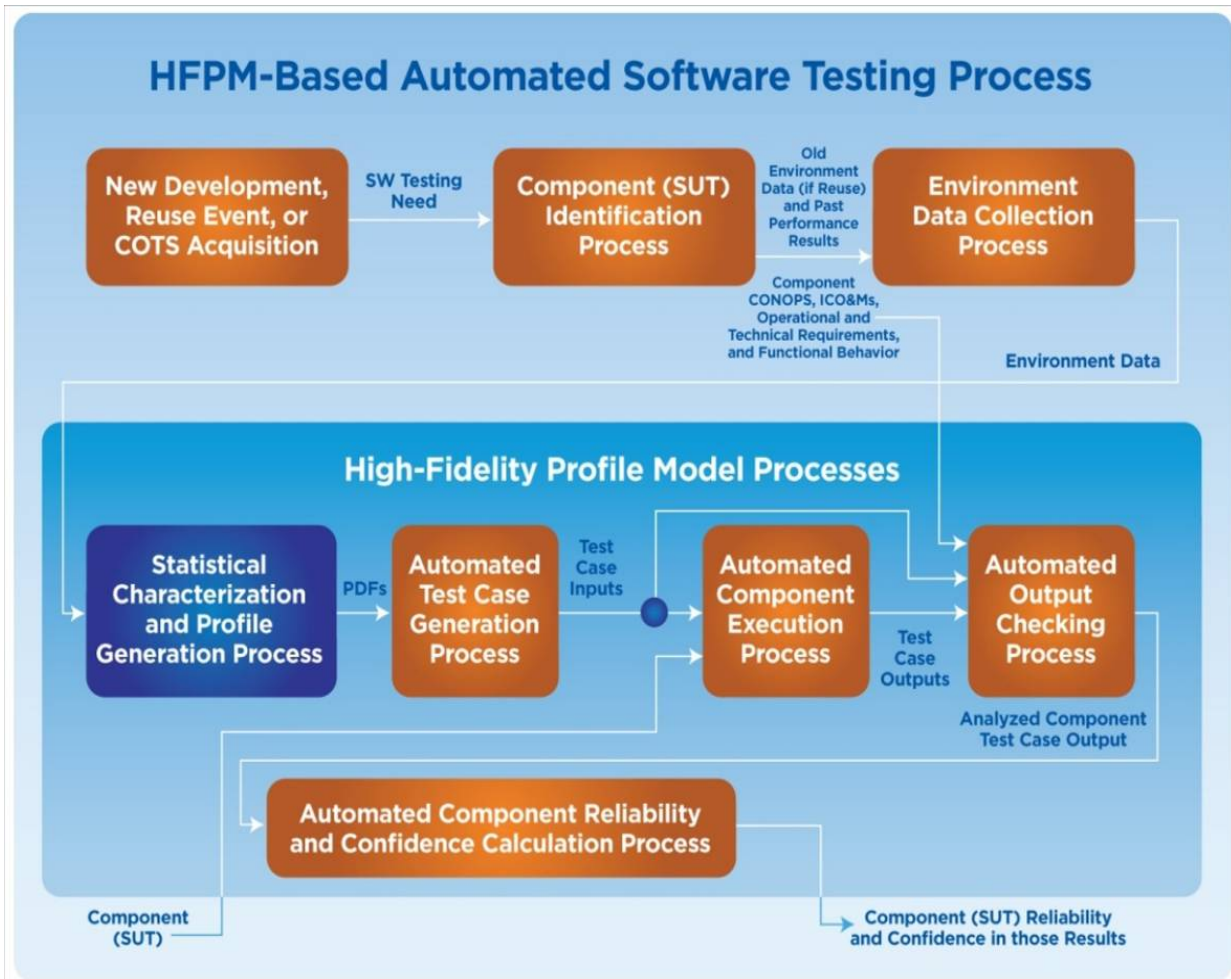 HFPM-Based Automated Software Testing Process
New Development,
Reuse Event, or
COTS Acquisition
SW Testing
Need
Component (SUT)
Identification
Process
Old
Environment
Data (if Reuse)
and Past
Performance
Results
Environment
Data Collection
Process
Component
CONOPS, ICO&Ms,
Operational and
Technical Requirements,
and Functional Behavior
Environment Data
High-Fidelity Profile Model Processes
Statistical
Characterization
and Profile
Generation Process
PDFs
Automated
Test Case
Generation
Process
Test
Case
Inputs
Automated
Component
Execution
Process
Test
Case
Outputs
Automated
Output
Checking
Process
Analyzed Component
Test Case Output
Automated Component Reliability
and Confidence Calculation Process
Component
(SUT)
Component (SUT) Reliability
and Confidence in those Results